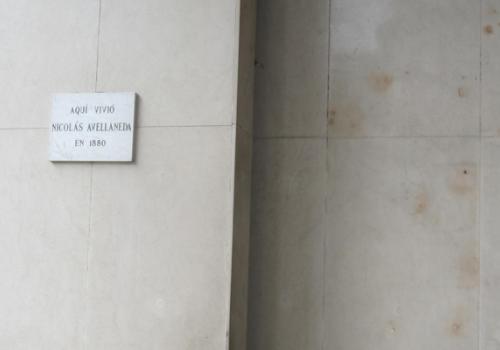 AQUÍ VIVIÓ
NICOLÁS AVELLANEDA
EN 1880